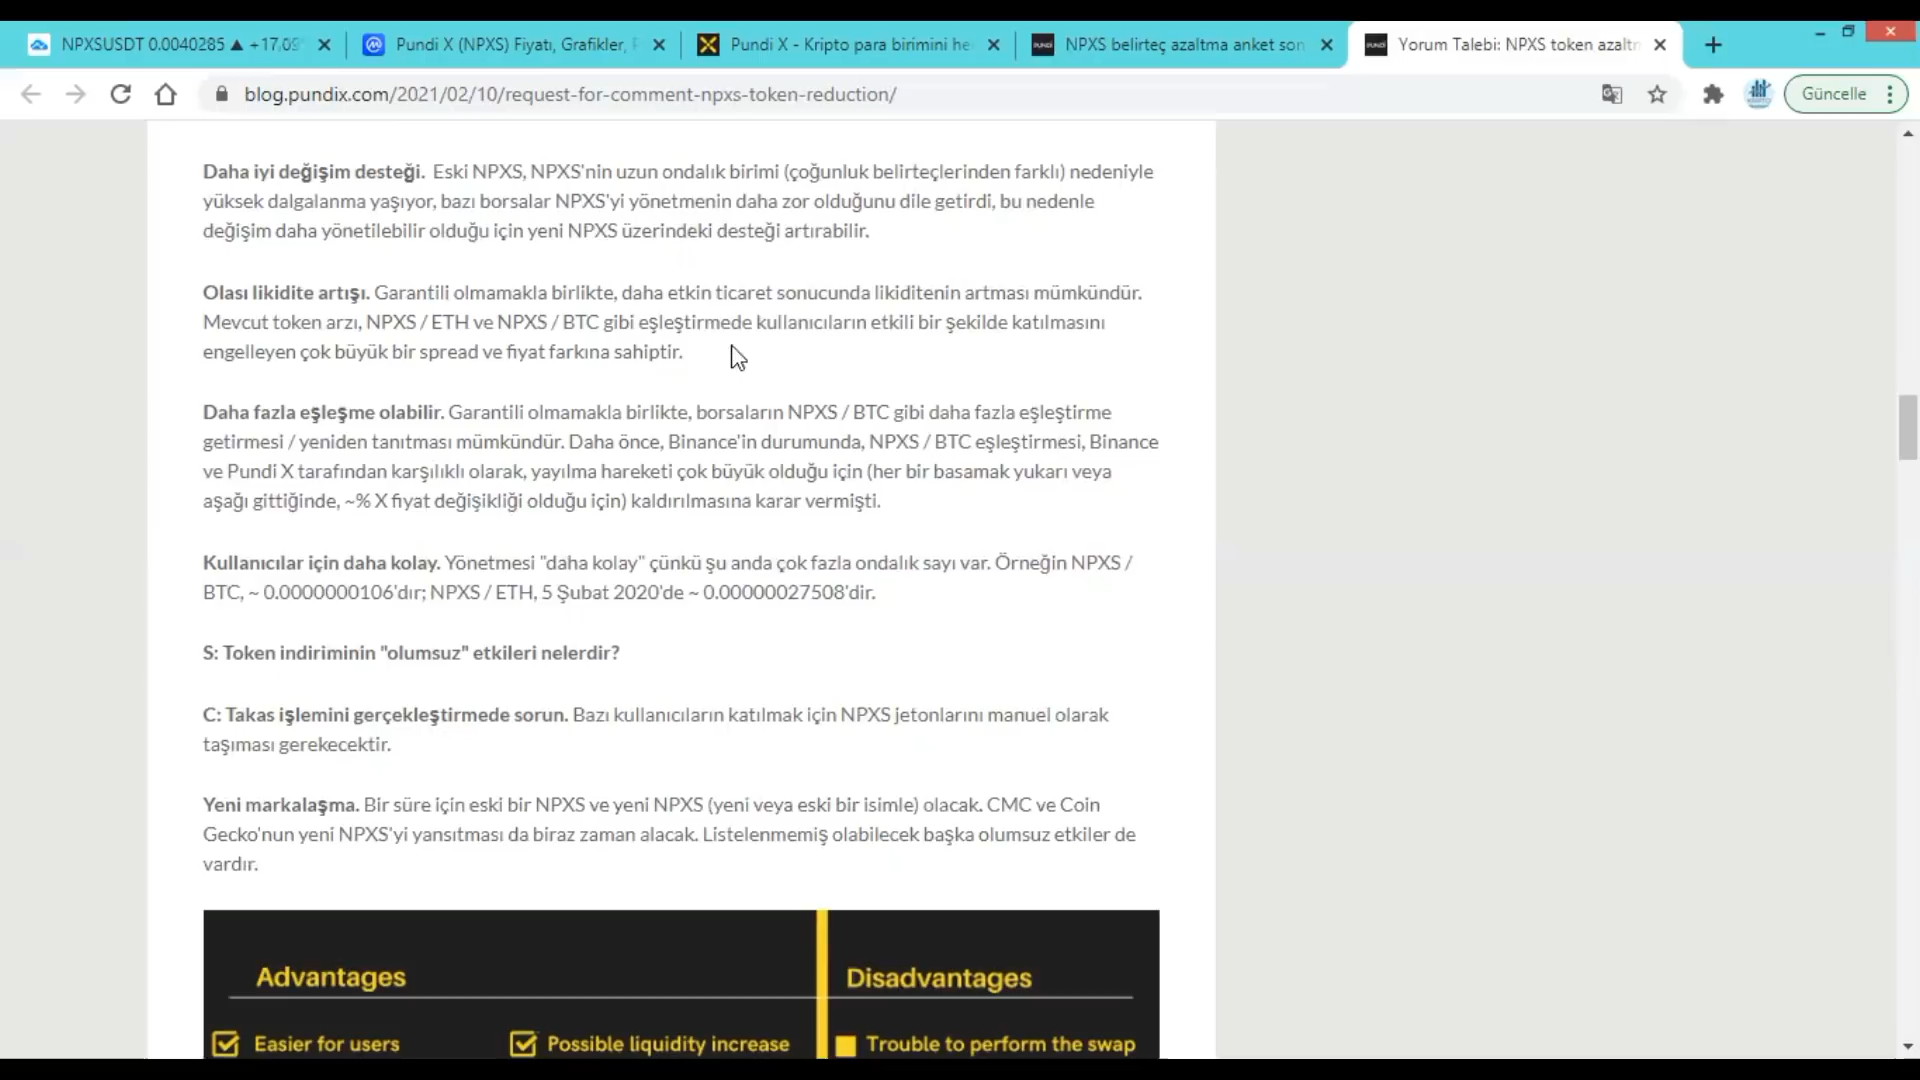 NPXSUSDT 0.0040285 ▲ +17.09
Pundi X (NPXS) Fiyatı, Grafikler,
Pundi X - Kripto para birimini he
NPXS belirteç azaltma anket son
Yorum Talebi: NPXS token azaltm
blog.pundix.com/2021/02/10/request-for-comment-npxs-token-reduction/
Güncelle
Daha iyi değişim desteği. Eski NPXS, NPXS'nin uzun ondalık birimi (çoğunluk belirteçlerinden farklı) nedeniyle
yüksek dalgalanma yaşıyor, bazı borsalar NPXS'yi yönetmenin daha zor olduğunu dile getirdi, bu nedenle
değişim daha yönetilebilir olduğu için yeni NPXS üzerindeki desteği artırabilir.
Olası likidite artışı. Garantili olmamakla birlikte, daha etkin ticaret sonucunda likiditenin artması mümkündür.
Mevcut token arzı, NPXS / ETH ve NPXS / BTC gibi eşleştirmede kullanıcıların etkili bir şekilde katılmasını
engelleyen çok büyük bir spread ve fiyat farkına sahiptir.
Daha fazla eşleşme olabilir. Garantili olmamakla birlikte, borsaların NPXS / BTC gibi daha fazla eşleştirme
getirmesi / yeniden tanıtması mümkündür. Daha önce, Binance'in durumunda, NPXS / BTC eşleştirmesi, Binance
ve Pundi X tarafından karşılıklı olarak, yayılma hareketi çok büyük olduğu için (her bir basamak yukarı veya
aşağı gittiğinde, ~% X fiyat değişikliği olduğu için) kaldırılmasına karar vermişti.
Kullanıcılar için daha kolay. Yönetmesi "daha kolay" çünkü şu anda çok fazla ondalık sayı var. Örneğin NPXS /
BTC, ~ 0.0000000106'dır; NPXS / ETH, 5 Şubat 2020'de ~ 0.00000027508'dir.
S: Token indiriminin "olumsuz" etkileri nelerdir?
C: Takas işlemini gerçekleştirmede sorun. Bazı kullanıcıların katılmak için NPXS jetonlarını manuel olarak
taşıması gerekecektir.
Yeni markalaşma. Bir süre için eski bir NPXS ve yeni NPXS (yeni veya eski bir isimle) olacak. CMC ve Coin
Gecko'nun yeni NPXS'yi yansıtması da biraz zaman alacak. Listelenmemiş olabilecek başka olumsuz etkiler de
vardır.
Advantages
Disadvantages
Easier for users
Possible liquidity increase
Trouble to perform the swap